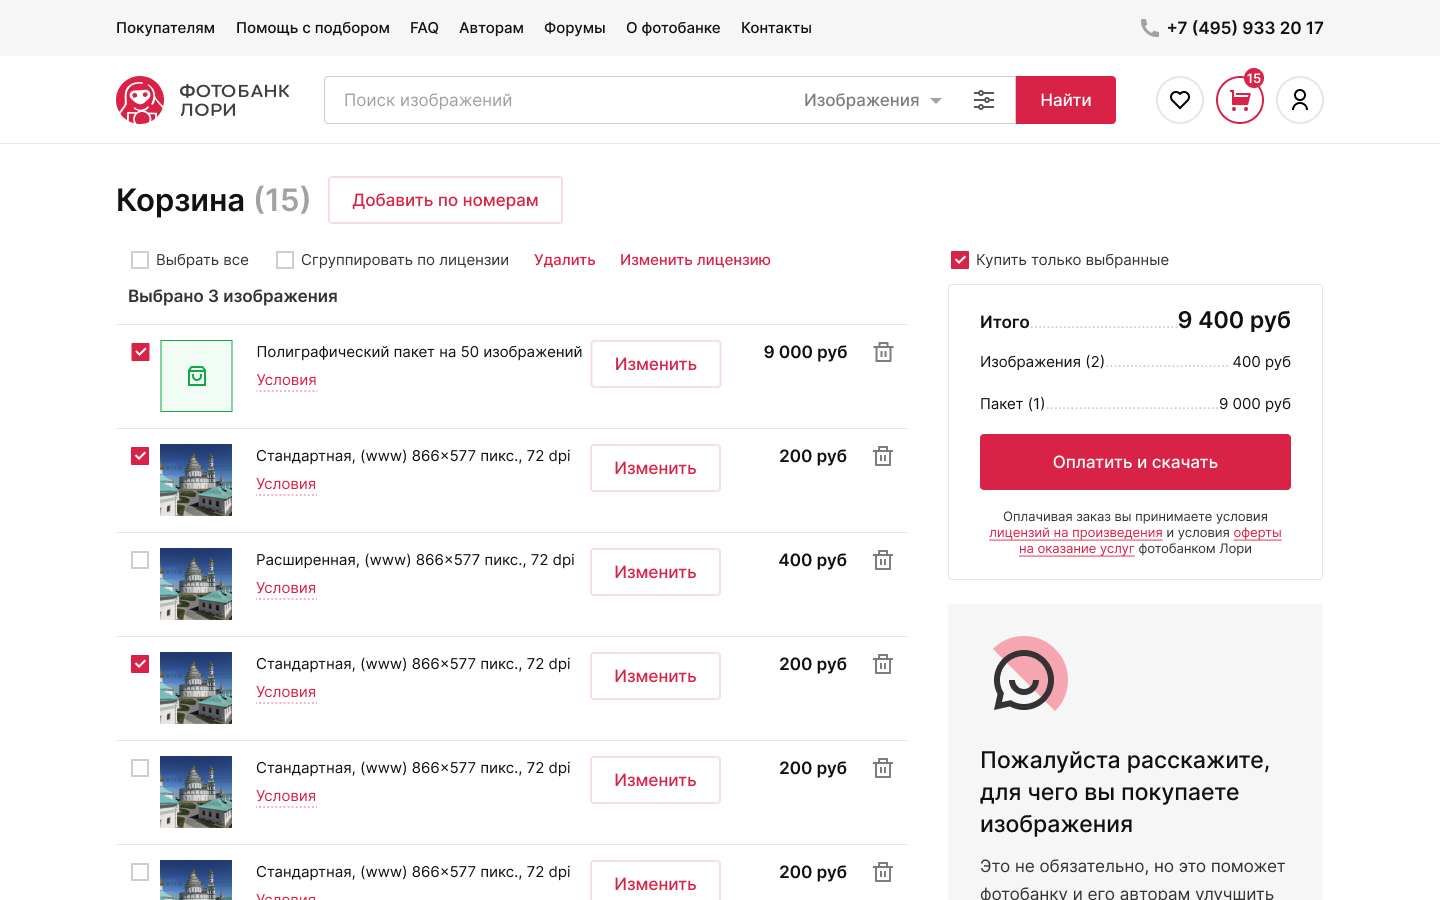 Покупателям Помощь с подбором FAQ Авторам Форумы О фотобанке Контакты +7 (495) 933 20 17
ФОТОБАНК
ЛОРИ
Поиск изображений Изображения Найти 15
Корзина (15) Добавить по номерам
Выбрать все Сгруппировать по лицензии Удалить Изменить лицензию
Выбрано 3 изображения
Полиграфический пакет на 50 изображений Изменить 9 000 руб
Условия
Стандартная, (www) 866×577 пикс., 72 dpi Изменить 200 руб
Условия
Расширенная, (www) 866×577 пикс., 72 dpi Изменить 400 руб
Условия
Стандартная, (www) 866×577 пикс., 72 dpi Изменить 200 руб
Условия
Стандартная, (www) 866×577 пикс., 72 dpi Изменить 200 руб
Условия
Стандартная, (www) 866×577 пикс., 72 dpi Изменить 200 руб
Условия
Купить только выбранные
Итого 9 400 руб
Изображения (2) 400 руб
Пакет (1) 9 000 руб
Оплатить и скачать
Оплачивая заказ вы принимаете условия
лицензий на произведения и условия оферты
на оказание услуг фотобанком Лори
Пожалуйста расскажите,
для чего вы покупаете
изображения
Это не обязательно, но это поможет
фотобанку и его авторам улучшить